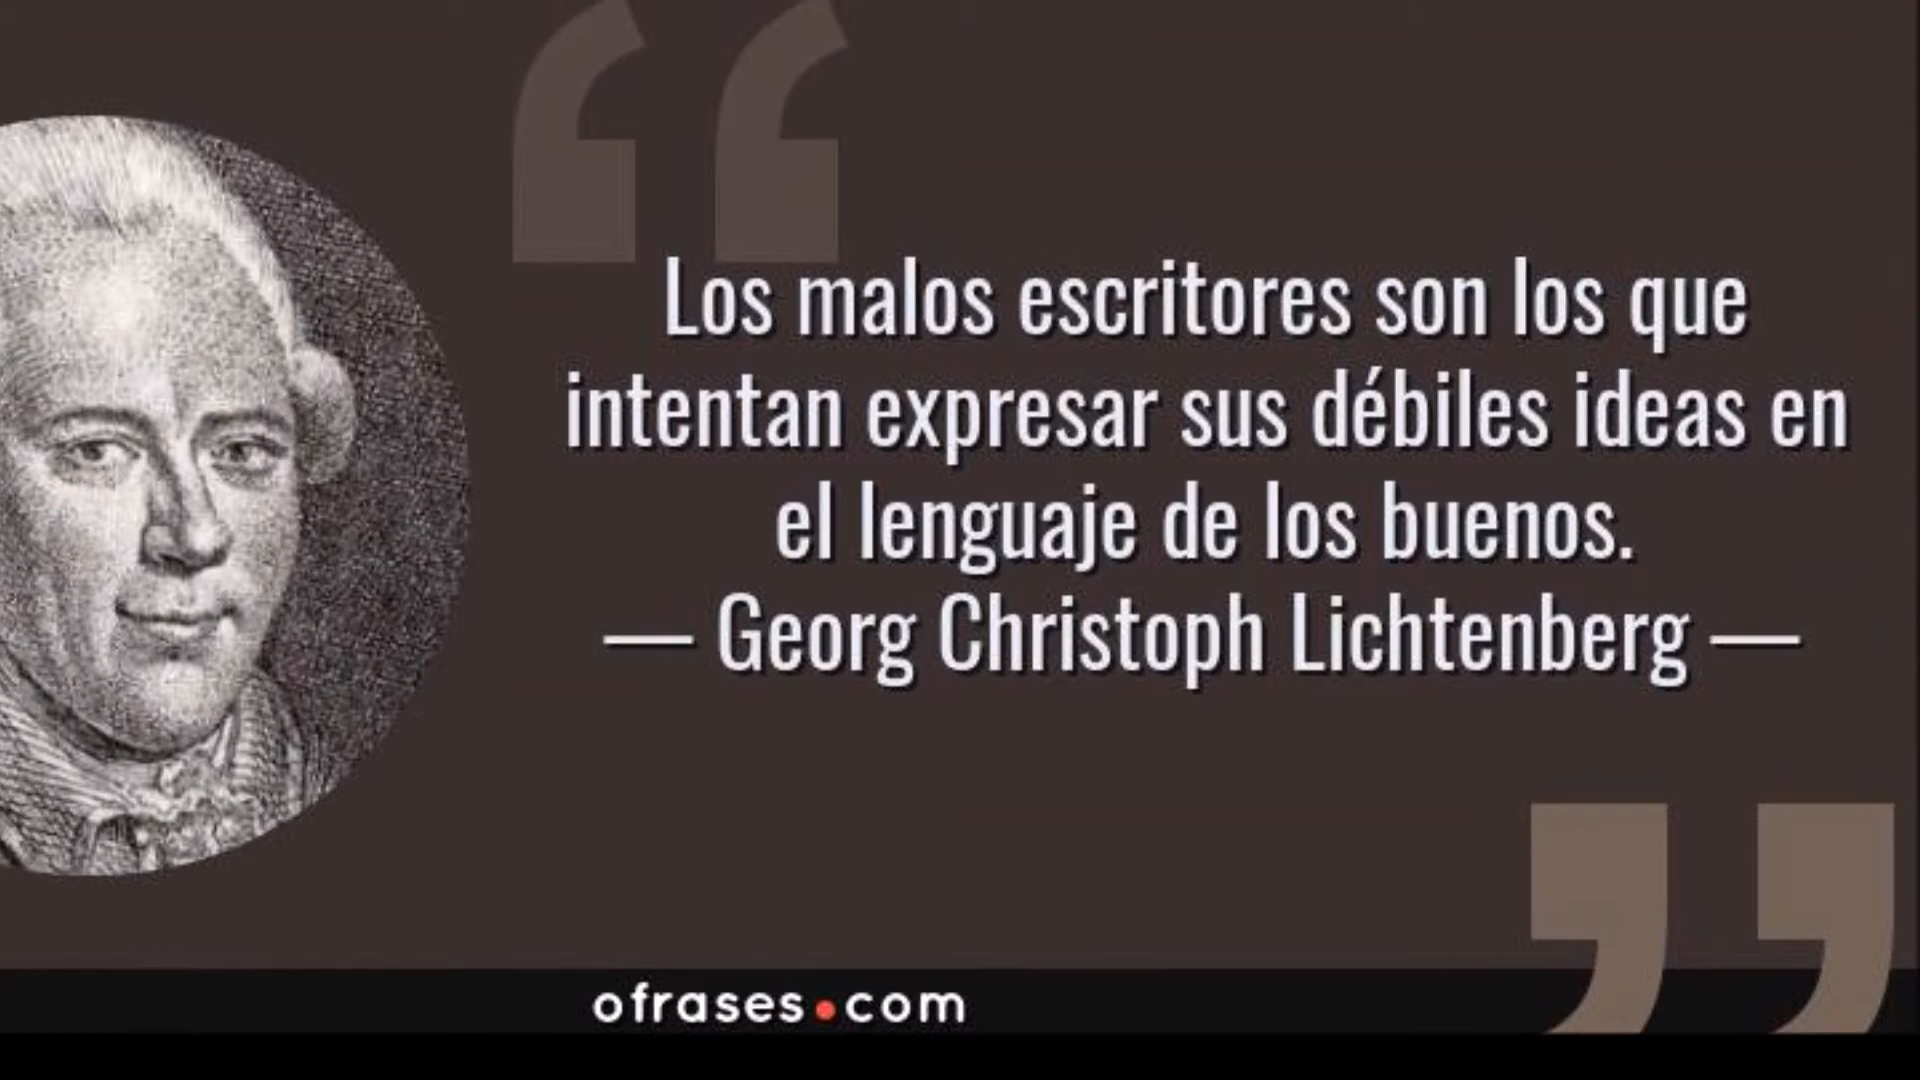 Los malos escritores son los que
intentan expresar sus débiles ideas en
el lenguaje de los buenos.
— Georg Christoph Lichtenberg —
ofrases.com